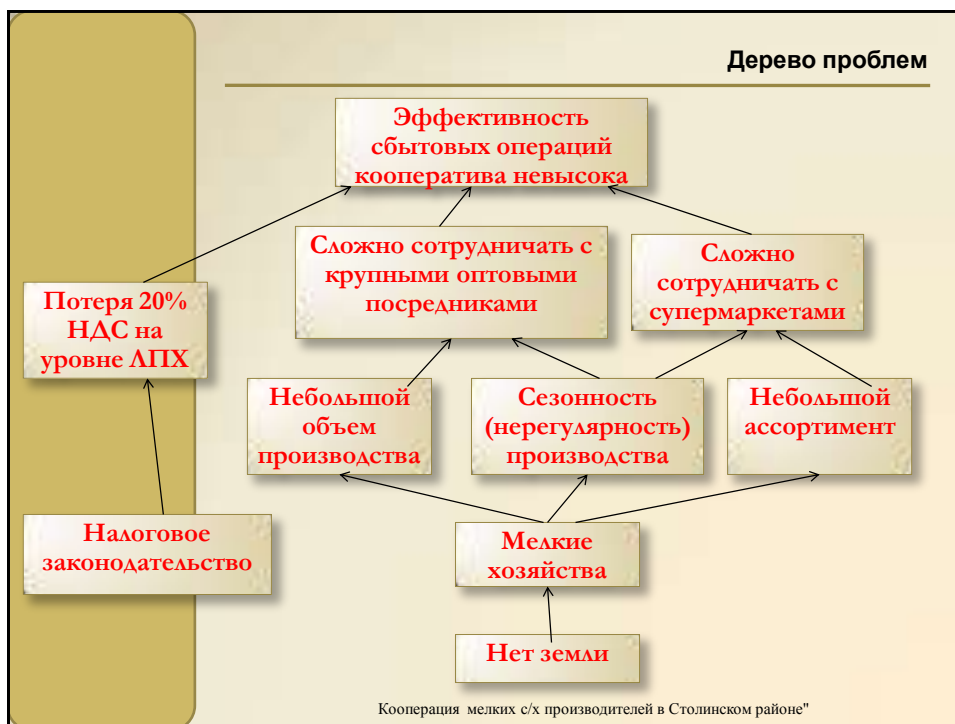 Дерево проблем
Эффективность
сбытовых операций
кооператива невысока
Сложно сотрудничать с
крупными оптовыми
посредниками
Сложно
сотрудничать с
супермаркетами
Потеря 20%
НДС на
уровне ЛПХ
Небольшой
объем
производства
Сезонность
(нерегулярность)
производства
Небольшой
ассортимент
Налоговое
законодательство
Мелкие
хозяйства
Нет земли
Кооперация мелких с/х производителей в Столинском районе"